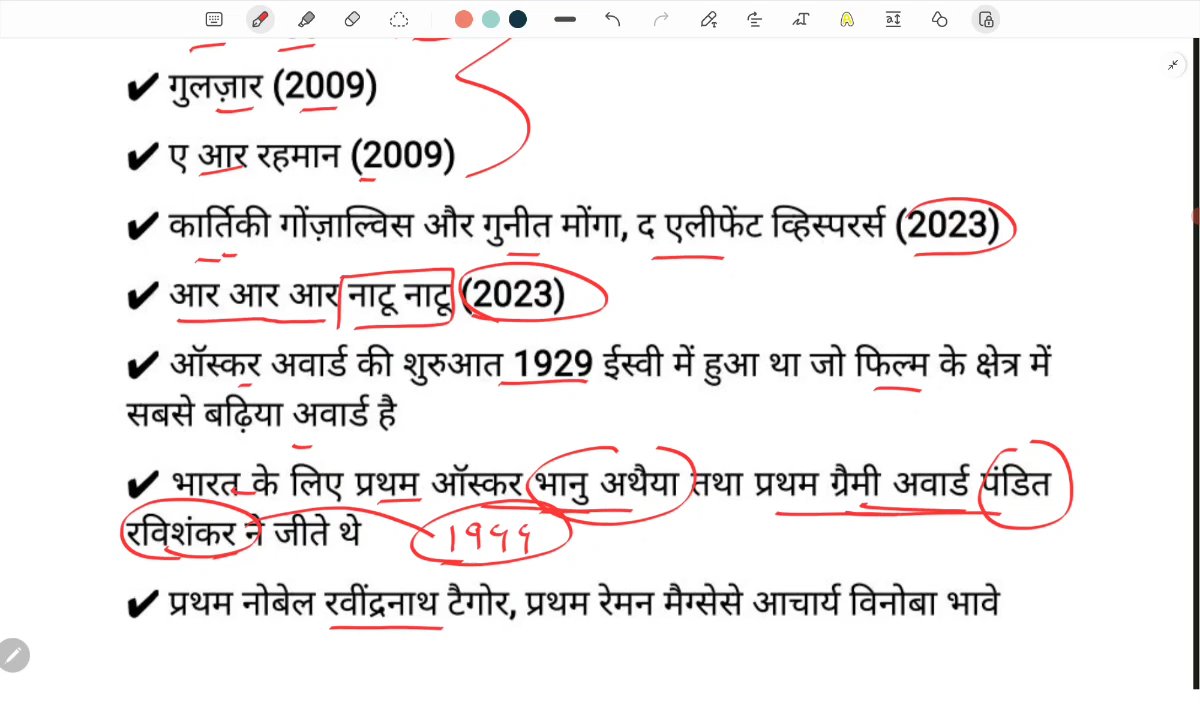 ✔ गुलज़ार (2009)
✔ ए आर रहमान (2009)
✔ कार्तिकी गोंज़ाल्विस और गुनीत मोंगा, द एलीफेंट व्हिस्परर्स (2023)
✔ आर आर आर नाटू नाटू (2023)
✔ ऑस्कर अवार्ड की शुरुआत 1929 ईस्वी में हुआ था जो फिल्म के क्षेत्र में
सबसे बढ़िया अवार्ड है
✔ भारत के लिए प्रथम ऑस्कर भानु अथैया तथा प्रथम ग्रैमी अवार्ड पंडित
रविशंकर ने जीते थे
✔ प्रथम नोबेल रवींद्रनाथ टैगोर, प्रथम रेमन मैग्सेसे आचार्य विनोबा भावे